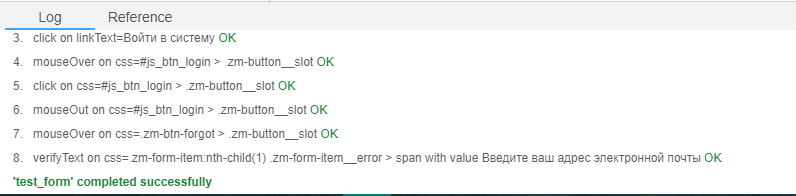 Log Reference
3. click on linkText=Войти в систему OK
4. mouseOver on css=#js_btn_login > .zm-button__slot OK
5. click on css=#js_btn_login > .zm-button__slot OK
6. mouseOut on css=#js_btn_login > .zm-button__slot OK
7. mouseOver on css=.zm-btn-forgot > .zm-button__slot OK
8. verifyText on css=.zm-form-item:nth-child(1) .zm-form-item__error > span with value Введите ваш адрес электронной почты OK
'test_form' completed successfully